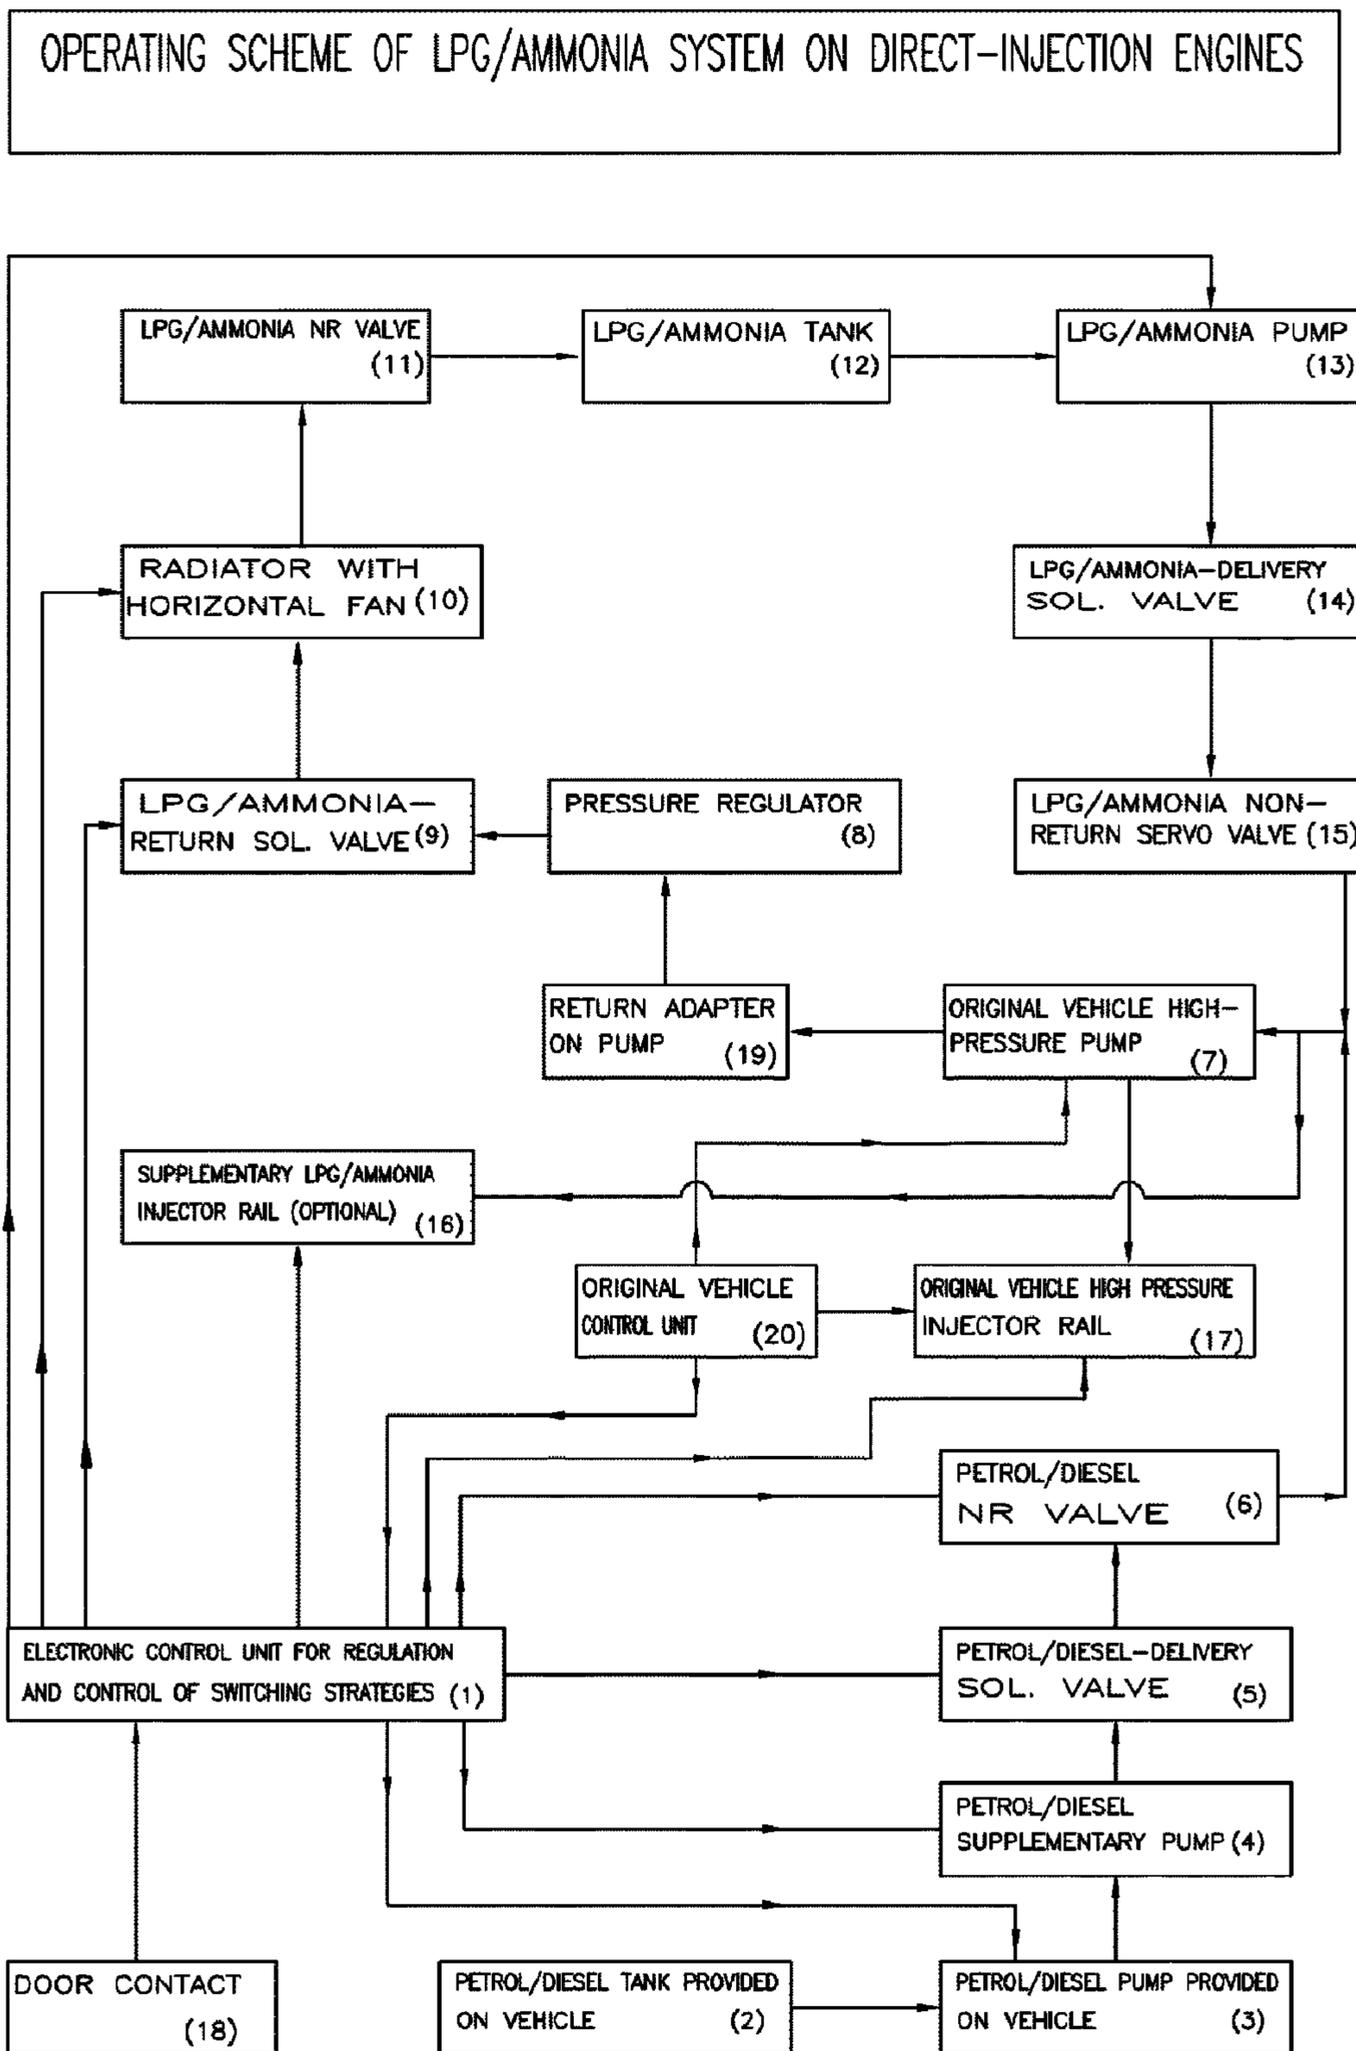 OPERATING SCHEME OF LPG/AMMONIA SYSTEM ON DIRECT-INJECTION ENGINES
LPG/AMMONIA NR VALVE
(11)
LPG/AMMONIA TANK
(12)
LPG/AMMONIA PUMP
(13)
RADIATOR WITH
HORIZONTAL FAN (10)
LPG/AMMONIA-DELIVERY
SOL. VALVE (14)
LPG/AMMONIA-
RETURN SOL. VALVE (9)
PRESSURE REGULATOR
(8)
LPG/AMMONIA NON-
RETURN SERVO VALVE (15)
RETURN ADAPTER
ON PUMP (19)
ORIGINAL VEHICLE HIGH-
PRESSURE PUMP (7)
SUPPLEMENTARY LPG/AMMONIA
INJECTOR RAIL (OPTIONAL) (16)
ORIGINAL VEHICLE
CONTROL UNIT (20)
ORIGINAL VEHICLE HIGH PRESSURE
INJECTOR RAIL (17)
PETROL/DIESEL
NR VALVE (6)
ELECTRONIC CONTROL UNIT FOR REGULATION
AND CONTROL OF SWITCHING STRATEGIES (1)
PETROL/DIESEL-DELIVERY
SOL. VALVE (5)
PETROL/DIESEL
SUPPLEMENTARY PUMP (4)
DOOR CONTACT
(18)
PETROL/DIESEL TANK PROVIDED
ON VEHICLE (2)
PETROL/DIESEL PUMP PROVIDED
ON VEHICLE (3)